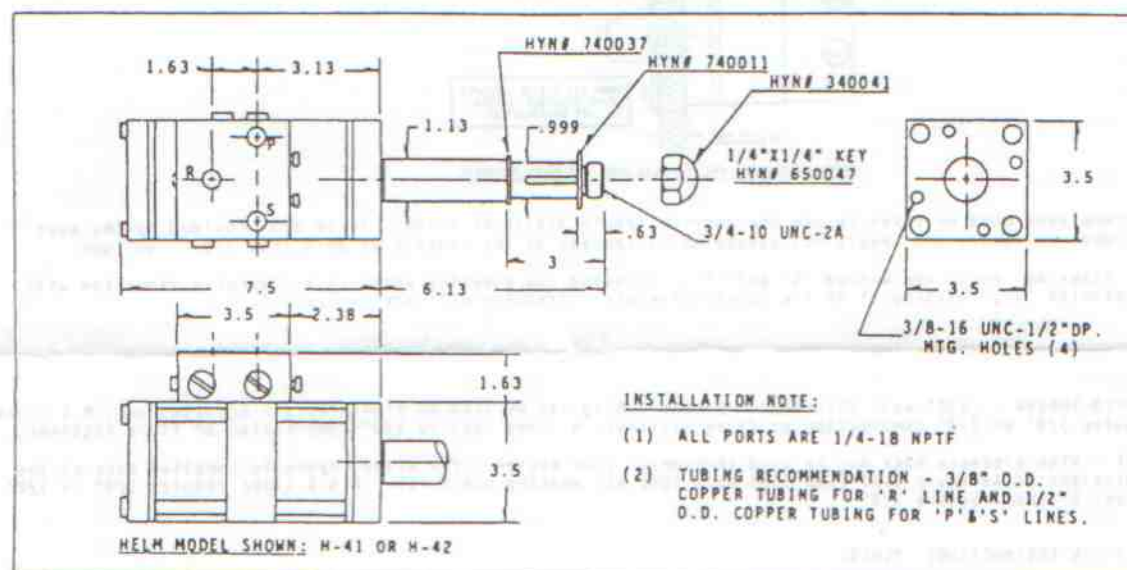 HYN# 740037
HYN# 740011
HYN# 340041
1.63
3.13
1.13
.999
1/4"X1/4" KEY
HYN# 650047
P
R
S
3.5
.63
3/4-10 UNC-2A
3
7.5
6.13
3.5
3.5
2.38
3/8-16 UNC-1/2"DP.
MTG. HOLES (4)
1.63
3.5
INSTALLATION NOTE:
(1) ALL PORTS ARE 1/4-18 NPTF
(2) TUBING RECOMMENDATION - 3/8" O.D.
COPPER TUBING FOR 'R' LINE AND 1/2"
O.D. COPPER TUBING FOR 'P'&'S' LINES.
HELM MODEL SHOWN: H-41 OR H-42